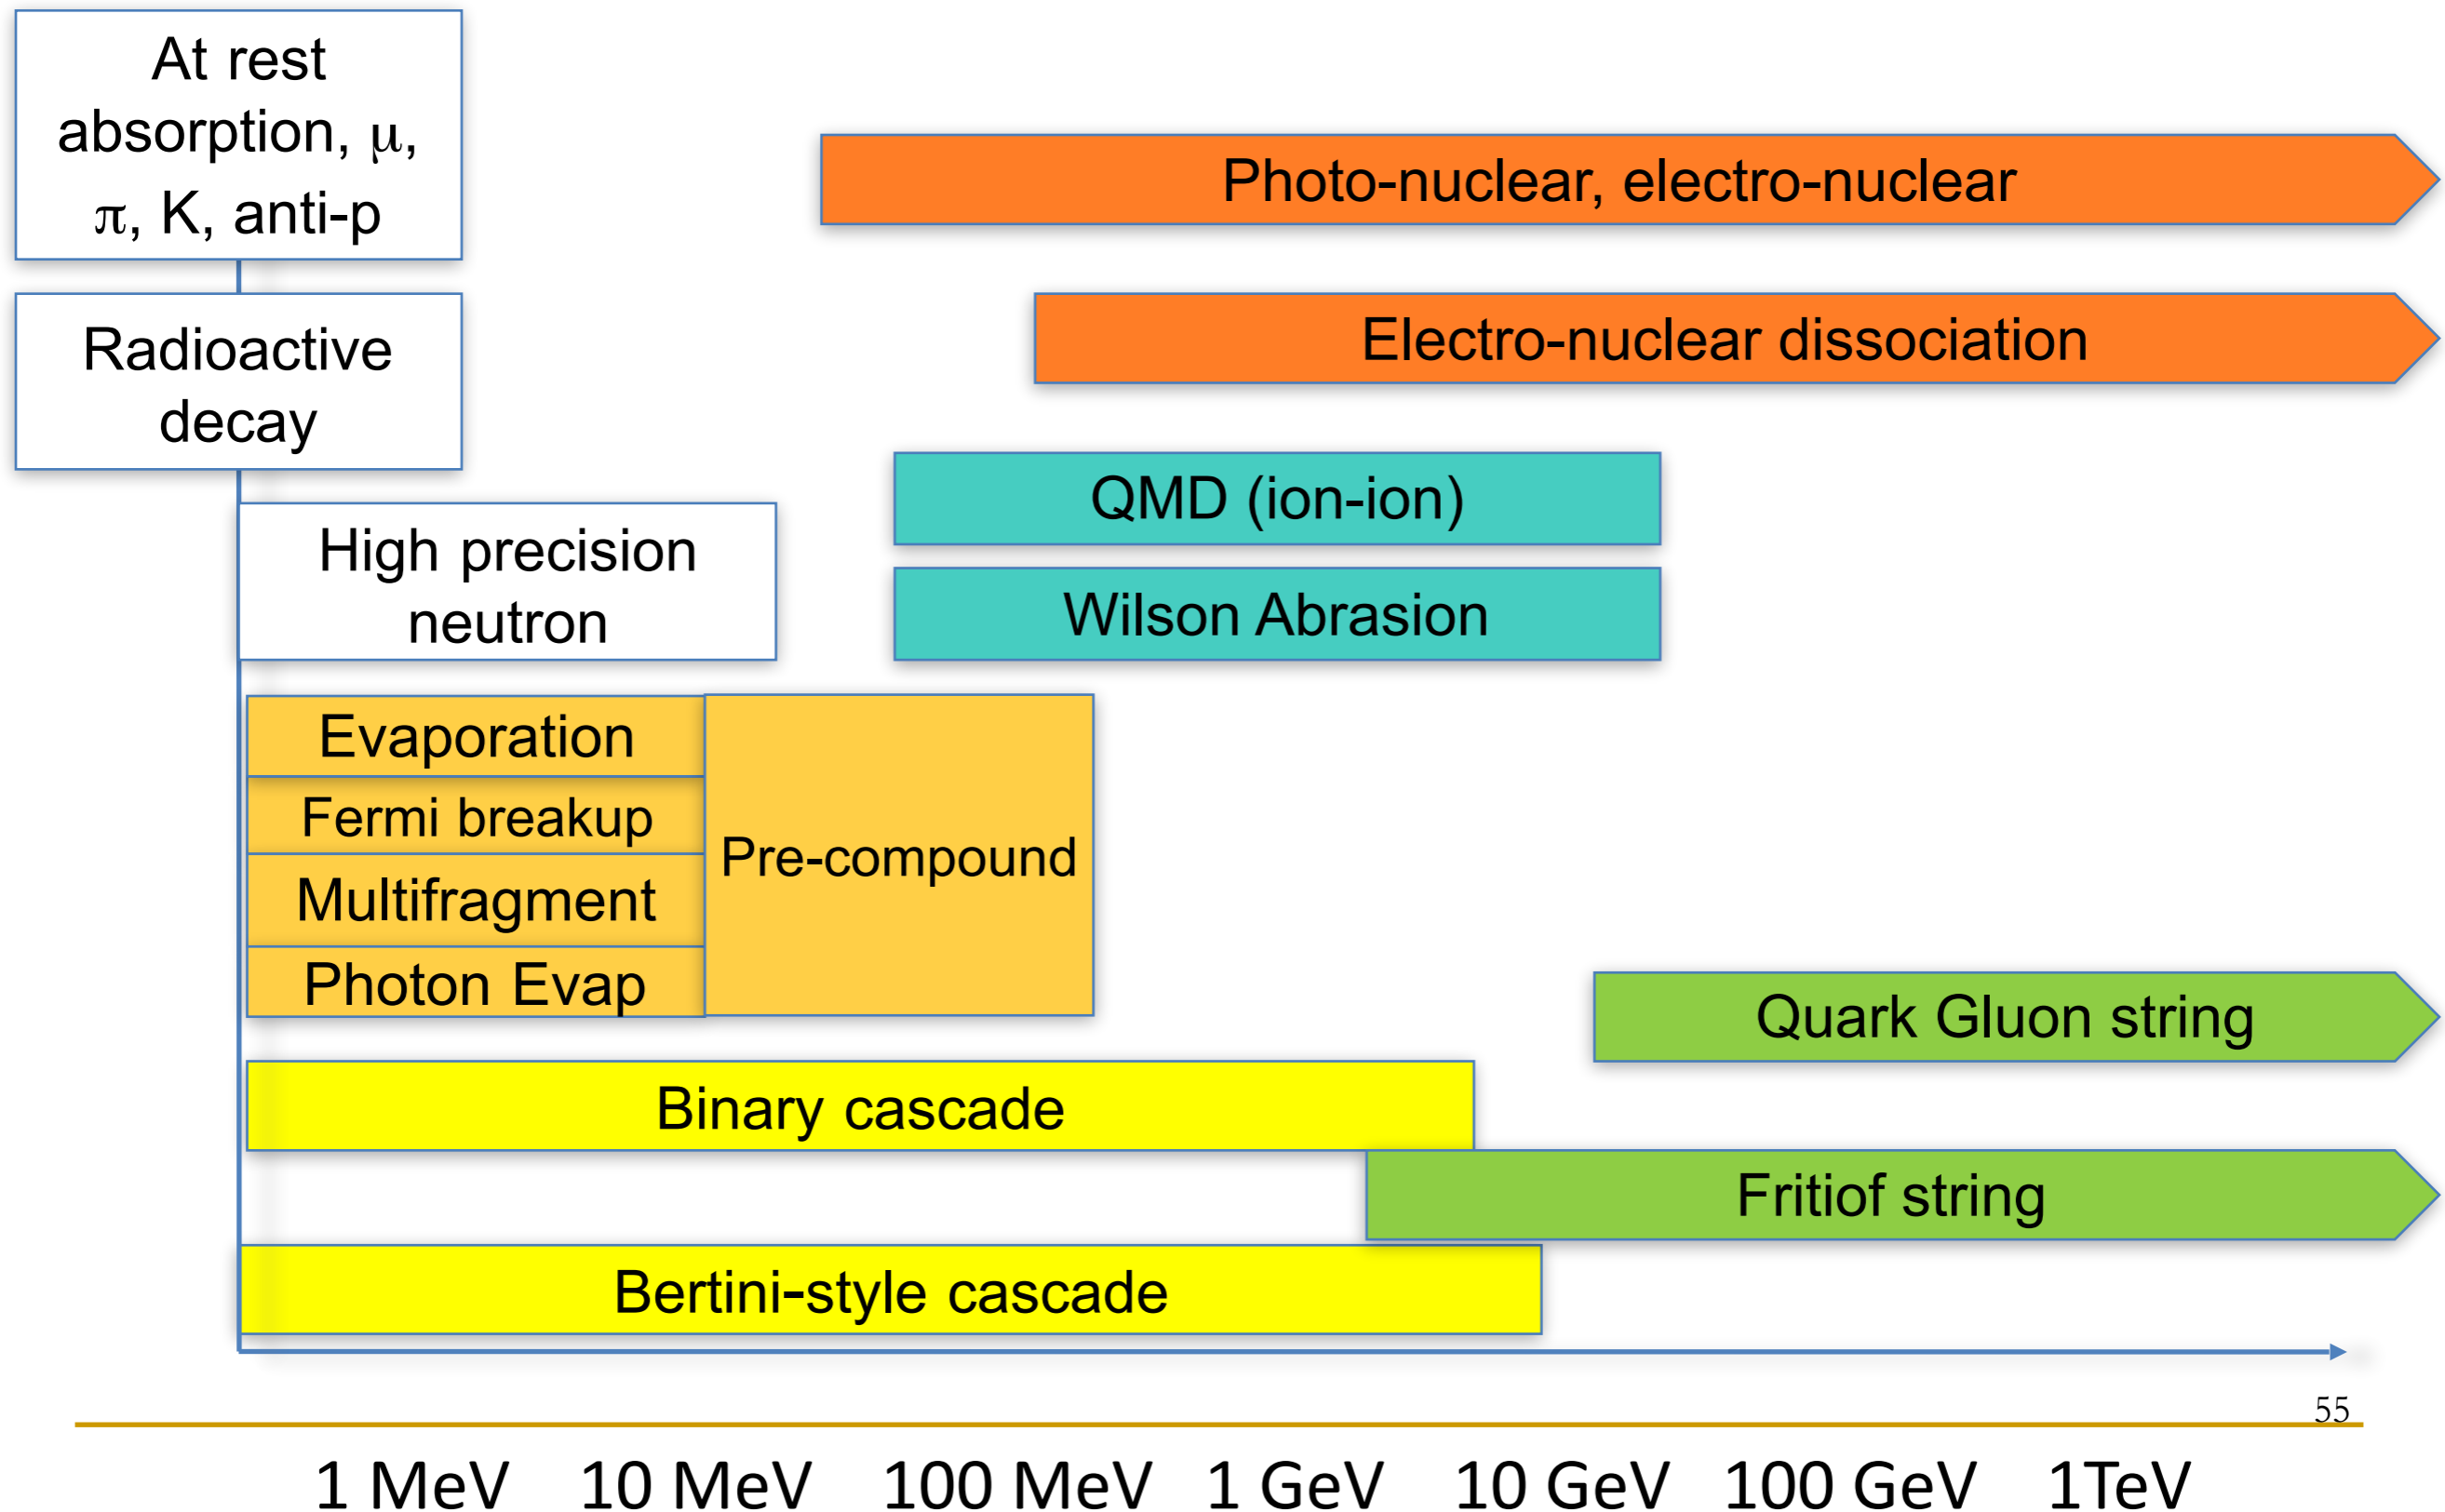 At rest
absorption, μ,
π, K, anti-p
Photo-nuclear, electro-nuclear
Radioactive
decay
Electro-nuclear dissociation
QMD (ion-ion)
High precision
neutron
Wilson Abrasion
Evaporation
Fermi breakup
Multifragment
Photon Evap
Pre-compound
Quark Gluon string
Binary cascade
Fritiof string
Bertini-style cascade
55
1 MeV 10 MeV 100 MeV 1 GeV 10 GeV 100 GeV 1TeV